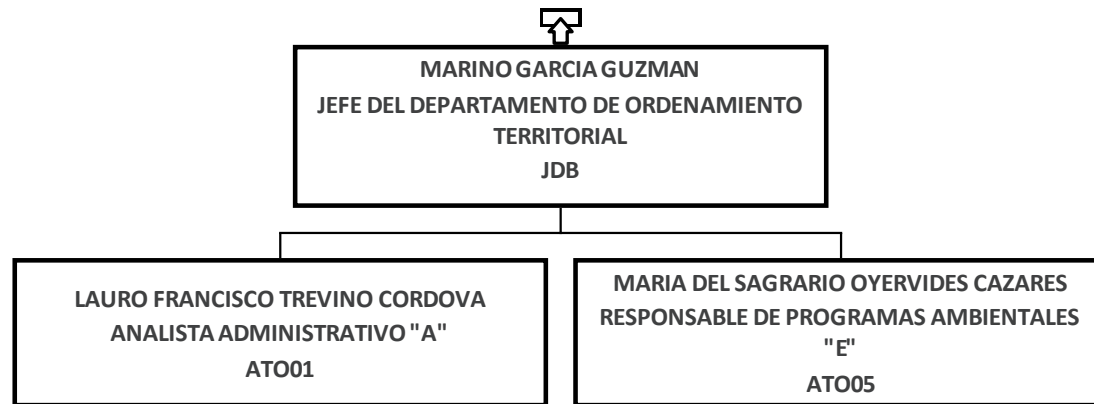 MARINO GARCIA GUZMAN
JEFE DEL DEPARTAMENTO DE ORDENAMIENTO
TERRITORIAL
JDB
LAURO FRANCISCO TREVINO CORDOVA
ANALISTA ADMINISTRATIVO "A"
ATO01
MARIA DEL SAGRARIO OYERVIDES CAZARES
RESPONSABLE DE PROGRAMAS AMBIENTALES
"E"
ATO05